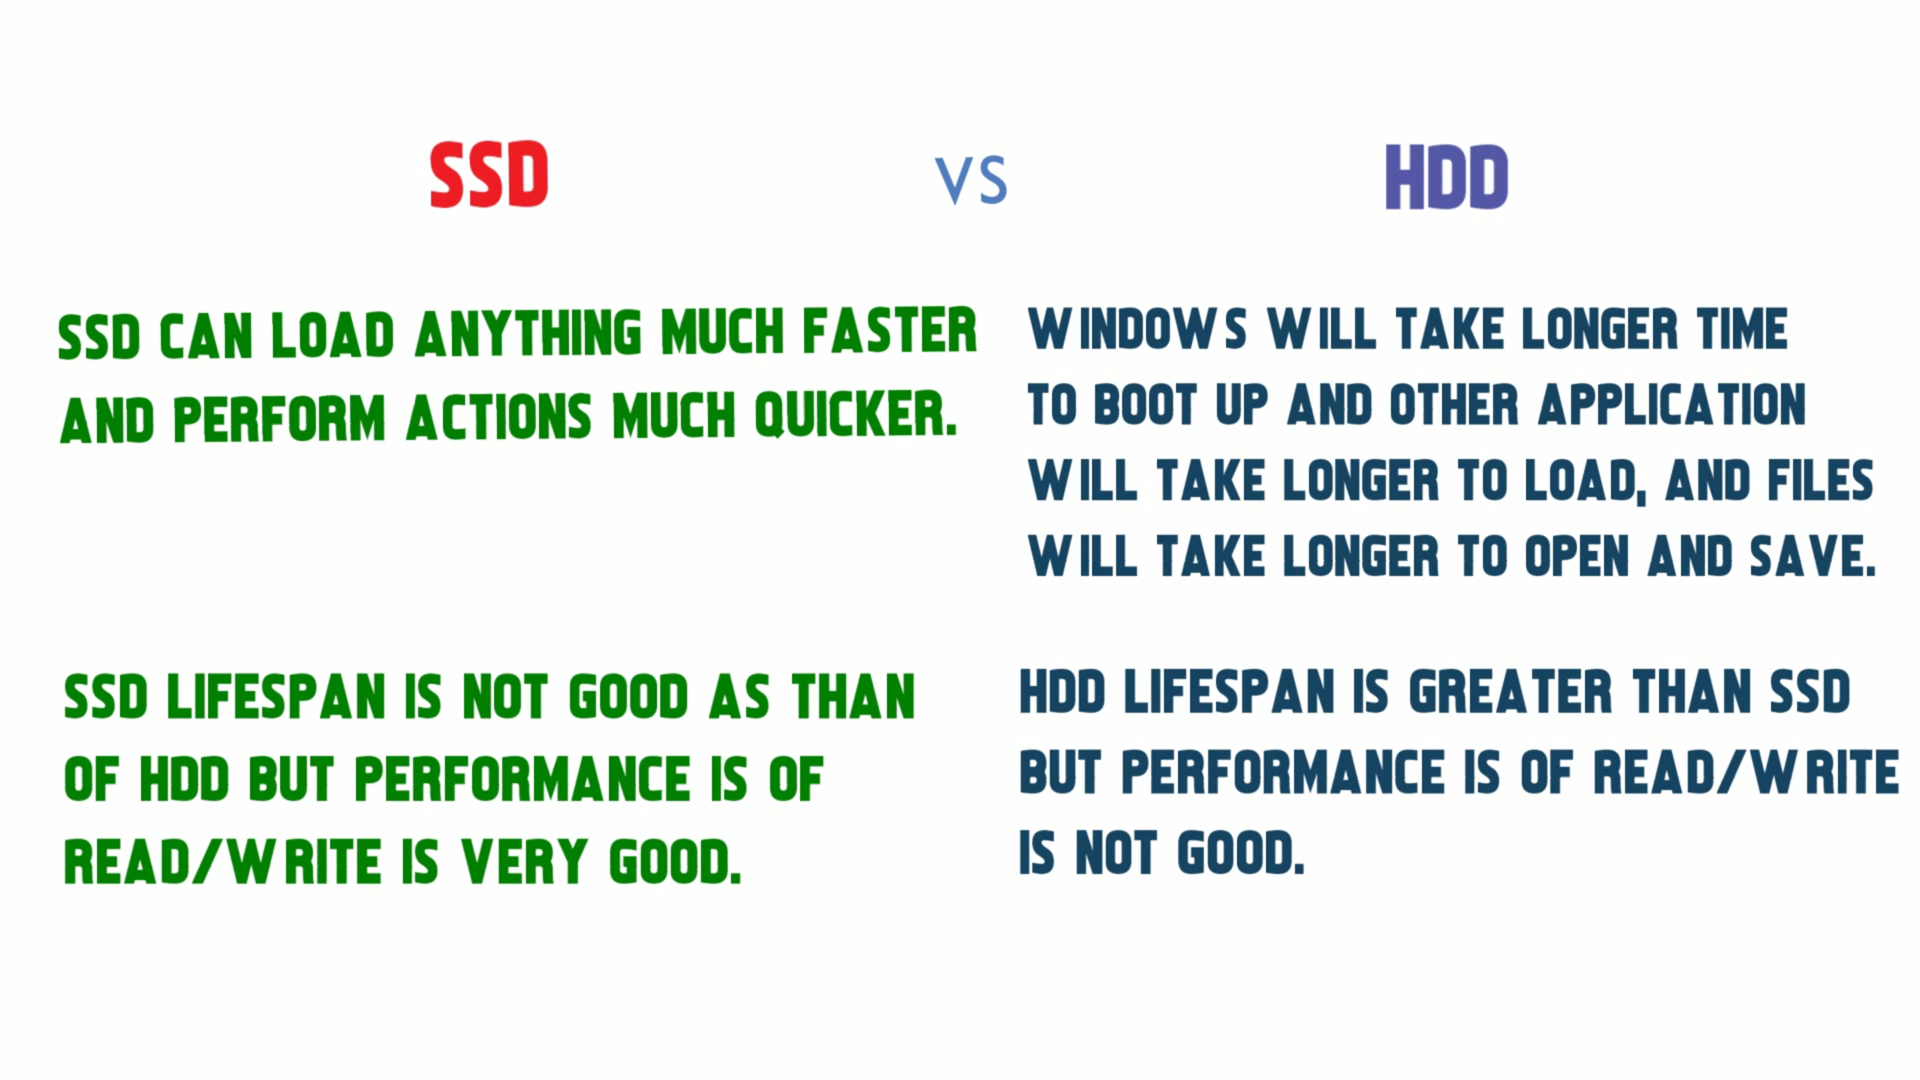 SSD
VS
HDD
SSD CAN LOAD ANYTHING MUCH FASTER
AND PERFORM ACTIONS MUCH QUICKER.
WINDOWS WILL TAKE LONGER TIME
TO BOOT UP AND OTHER APPLICATION
WILL TAKE LONGER TO LOAD, AND FILES
WILL TAKE LONGER TO OPEN AND SAVE.
SSD LIFESPAN IS NOT GOOD AS THAN
OF HDD BUT PERFORMANCE IS OF
READ/WRITE IS VERY GOOD.
HDD LIFESPAN IS GREATER THAN SSD
BUT PERFORMANCE IS OF READ/WRITE
IS NOT GOOD.